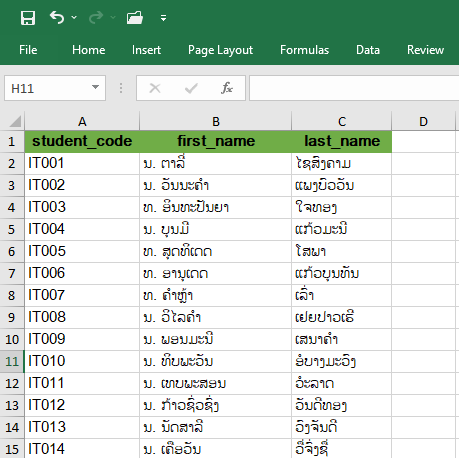 File Home Insert Page Layout Formulas Data Review
H11 fx
A B C D
1 student_code first_name last_name
2 IT001 ນ. ຕາລີ ໄຊສົງຄາມ
3 IT002 ນ. ວັນນະຄຳ ແພງບົວວັນ
4 IT003 ທ. ອິນທະປັນຍາ ໃຈທອງ
5 IT004 ນ. ບຸນມີ ແກ້ວມະນີ
6 IT005 ທ. ສຸດທິເດດ ໂສພາ
7 IT006 ທ. ອານຸເດດ ແກ້ວບຸນທັນ
8 IT007 ທ. ຄຳຫຼ້າ ເລົ່າ
9 IT008 ນ. ວິໄລຄຳ ເຢຍປາວເຣີ
10 IT009 ນ. ພອນມະນີ ເສນາຄຳ
11 IT010 ນ. ທິບພະວັນ ອໍບາງມະວົງ
12 IT011 ນ. ເທບພະສອນ ວໍະລາດ
13 IT012 ນ. ກ້າວຊົ່ວຊົ່ງ ວັນດີທອງ
14 IT013 ນ. ນັດສາລີ ວົງຈັນດີ
15 IT014 ນ. ເຄືອວັນ ວື່ຈົ່ງຊື່